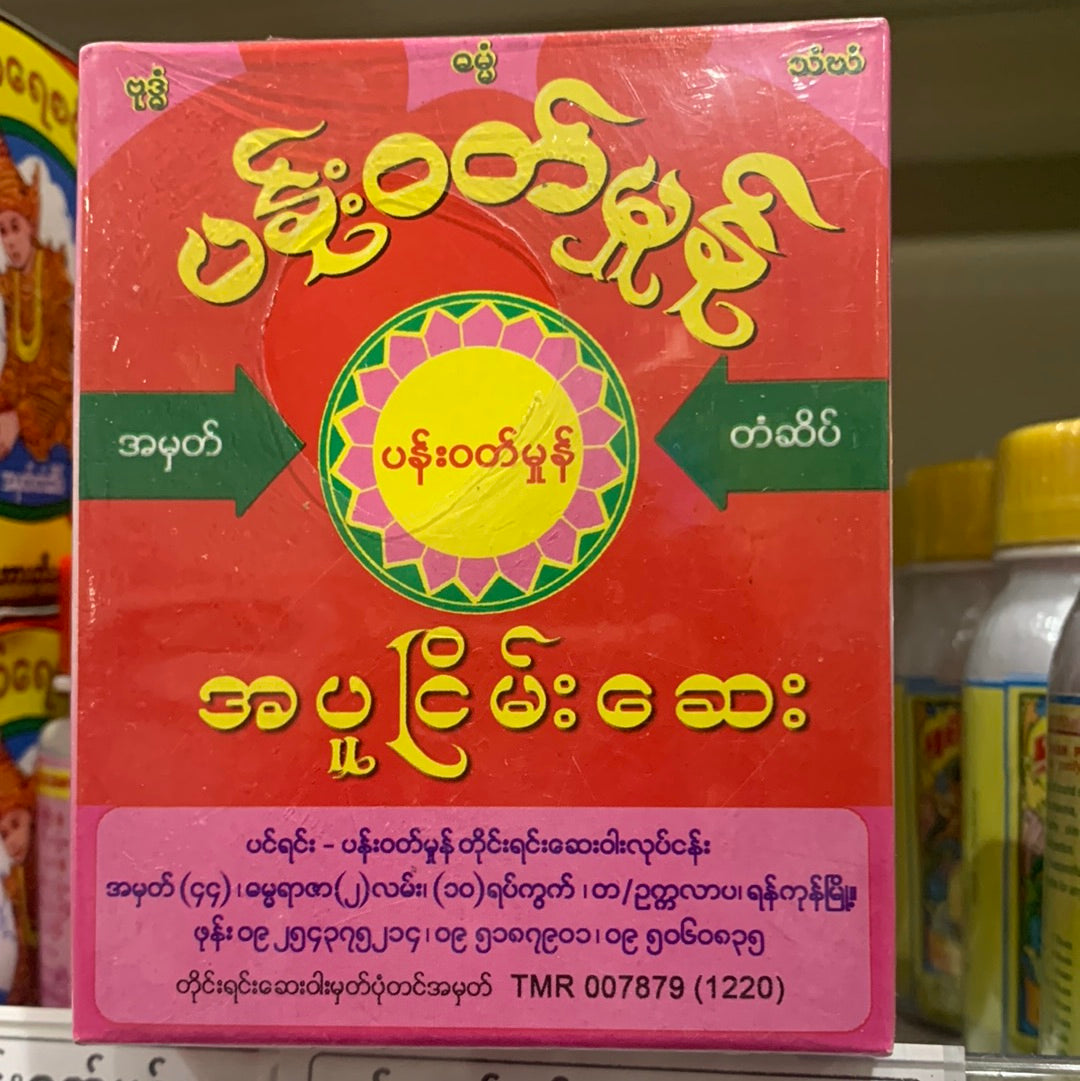 ဗုဒ္ဓံ ဓမ္မံ သံဃံ
ပန်းဝတ်မှုန်
အမှတ် ပန်းဝတ်မှုန် တံဆိပ်
အပူငြိမ်းဆေး
ပင်ရင်း - ပန်းဝတ်မှုန် တိုင်းရင်းဆေးဝါးလုပ်ငန်း
အမှတ် (၄၄)၊ ဓမ္မရာဇာ(၂)လမ်း၊ (၁၀)ရပ်ကွက်၊ တ/ဥက္ကလာပ၊ ရန်ကုန်မြို့။
ဖုန်း ၀၉ ၂၅၄၃၇၅၂၁၄၊ ၀၉ ၅၁၈၇၉၀၁၊ ၀၉ ၅၀၆၀၈၃၅
တိုင်းရင်းဆေးဝါးမှတ်ပုံတင်အမှတ် TMR 007879 (1220)